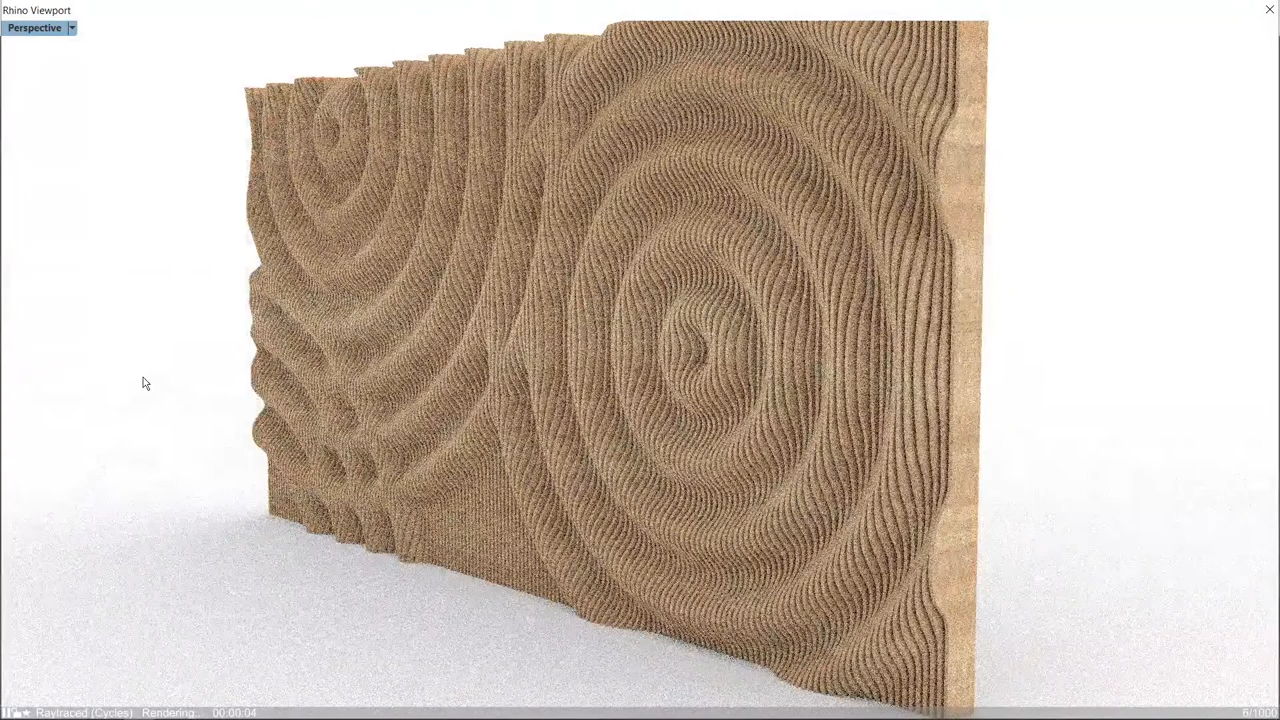 Rhino Viewport
Perspective
Raytraced (Cycles) Rendering... 00:00:04 6/1000